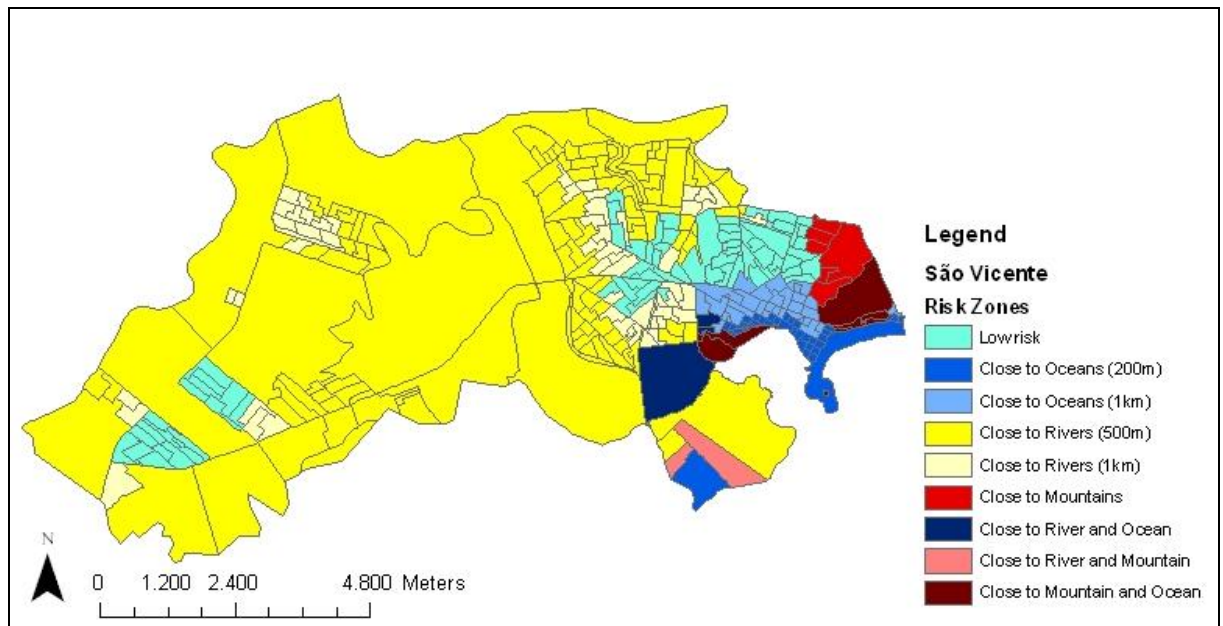 Legend
São Vicente
Risk Zones
Low risk
Close to Oceans (200m)
Close to Oceans (1km)
Close to Rivers (500m)
Close to Rivers (1km)
Close to Mountains
Close to River and Ocean
Close to River and Mountain
Close to Mountain and Ocean
N
0 1.200 2.400 4.800 Meters